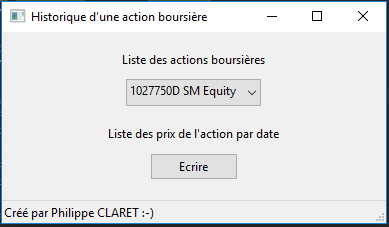 Historique d'une action boursière
Liste des actions boursières
1027750D SM Equity
Liste des prix de l'action par date
Ecrire
Créé par Philippe CLARET :-)